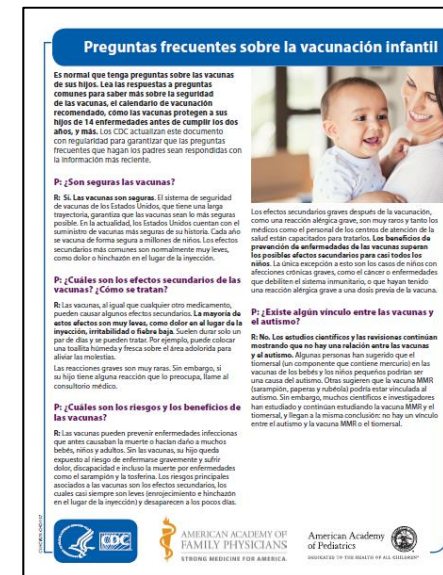 Preguntas frecuentes sobre la vacunación infantil
Es normal que tenga preguntas sobre las vacunas
de sus hijos. Lea las respuestas a preguntas
comunes para saber más sobre la seguridad
de las vacunas, el calendario de vacunación
recomendado, cómo las vacunas protegen a sus
hijos de 14 enfermedades antes de cumplir los dos
años, y más. Los CDC actualizan este documento
con regularidad para garantizar que las preguntas
frecuentes que hagan los padres sean respondidas con
la información más reciente.
P: ¿Son seguras las vacunas?
R: Sí. Las vacunas son seguras. El sistema de seguridad
de vacunas de los Estados Unidos, que tiene una larga
trayectoria, garantiza que las vacunas sean lo más seguras
posible. En la actualidad, los Estados Unidos cuentan con el
suministro de vacunas más seguras de su historia. Cada año
se vacuna de forma segura a millones de niños. Los efectos
secundarios más comunes son normalmente muy leves,
como dolor o hinchazón en el lugar de la inyección.
P: ¿Cuáles son los efectos secundarios de las
vacunas? ¿Cómo se tratan?
R: Las vacunas, al igual que cualquier otro medicamento,
pueden causar algunos efectos secundarios. La mayoría de
estos efectos son muy leves, como dolor en el lugar de la
inyección, irritabilidad o fiebre baja. Suelen durar solo un
par de días y se pueden tratar. Por ejemplo, puede colocar
una toallita húmeda y fresca sobre el área adolorida para
aliviar las molestias.
Las reacciones graves son muy raras. Sin embargo, si
su hijo tiene alguna reacción que lo preocupa, llame al
consultorio médico.
P: ¿Cuáles son los riesgos y los beneficios de
las vacunas?
R: Las vacunas pueden prevenir enfermedades infecciosas
que antes causaban la muerte o hacían daño a muchos
bebés, niños y adultos. Sin las vacunas, su hijo queda
expuesto al riesgo de enfermarse gravemente y sufrir
dolor, discapacidad e incluso la muerte por enfermedades
como el sarampión y la tosferina. Los riesgos principales
asociados a las vacunas son los efectos secundarios, los
cuales casi siempre son leves (enrojecimiento e hinchazón
en el lugar de la inyección) y desaparecen a los pocos días.
Los efectos secundarios graves después de la vacunación,
como una reacción alérgica grave, son muy raros y tanto los
médicos como el personal de los centros de atención de la
salud están capacitados para tratarlos. Los beneficios de
prevención de enfermedades de las vacunas superan
los posibles efectos secundarios para casi todos los
niños. La única excepción a esto son los casos de niños con
afecciones crónicas graves, como el cáncer o enfermedades
que debiliten el sistema inmunitario, o que hayan tenido
una reacción alérgica grave a una dosis previa de la vacuna.
P: ¿Existe algún vínculo entre las vacunas y
el autismo?
R: No. Los estudios científicos y las revisiones continúan
mostrando que no hay una relación entre las vacunas
y el autismo. Algunas personas han sugerido que el
tiomersal (un componente que contiene mercurio) en las
vacunas de los bebés y los niños pequeños podrían ser
una causa del autismo. Otras sugieren que la vacuna MMR
(sarampión, paperas y rubéola) podría estar vinculada al
autismo. Sin embargo, muchos científicos e investigadores
han estudiado y continúan estudiando la vacuna MMR y el
tiomersal, y llegan a la misma conclusión: no hay un vínculo
entre el autismo y la vacuna MMR o el tiomersal.
CDC
AMERICAN ACADEMY OF
FAMILY PHYSICIANS
STRONG MEDICINE FOR AMERICA
American Academy
of Pediatrics
DEDICATED TO THE HEALTH OF ALL CHILDREN®